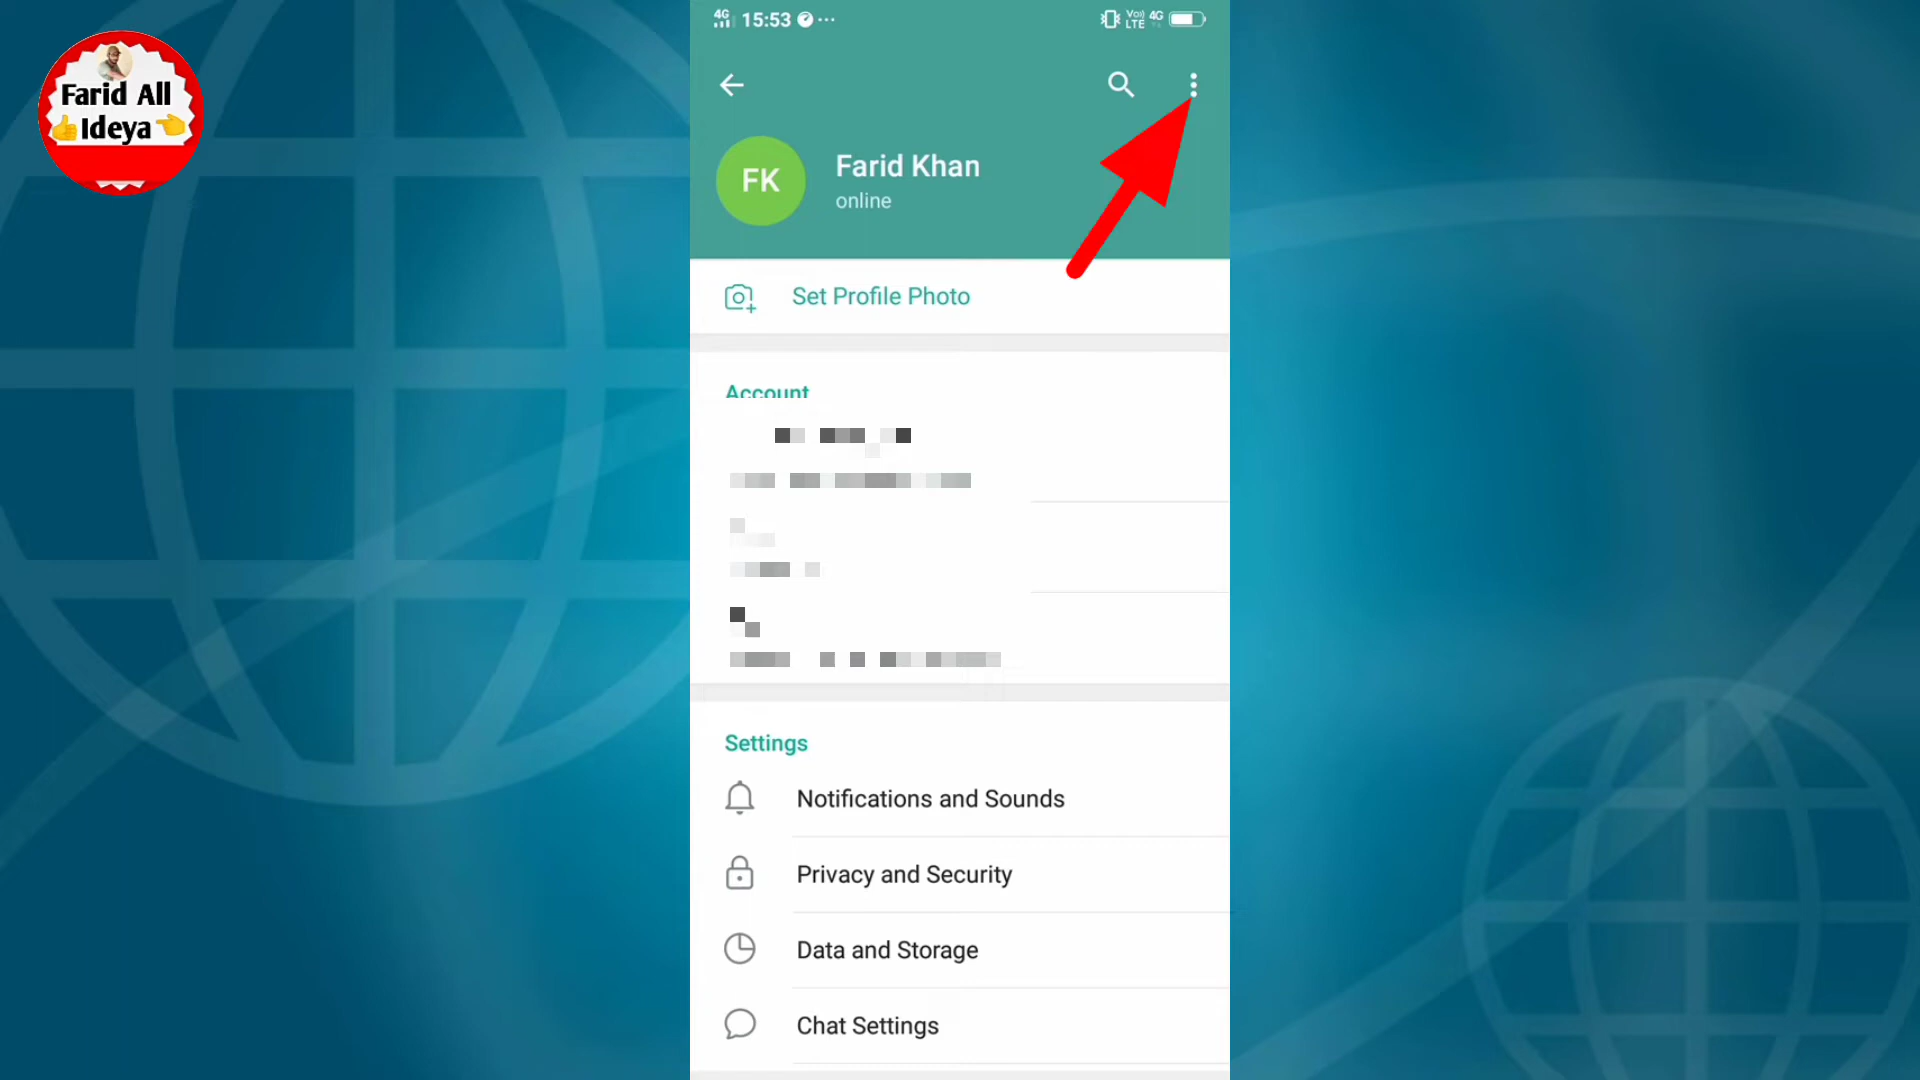 4G 15:53 ...
Vo)) LTE 4G
Farid All
Ideya
FK
Farid Khan
online
Set Profile Photo
Account
Settings
Notifications and Sounds
Privacy and Security
Data and Storage
Chat Settings